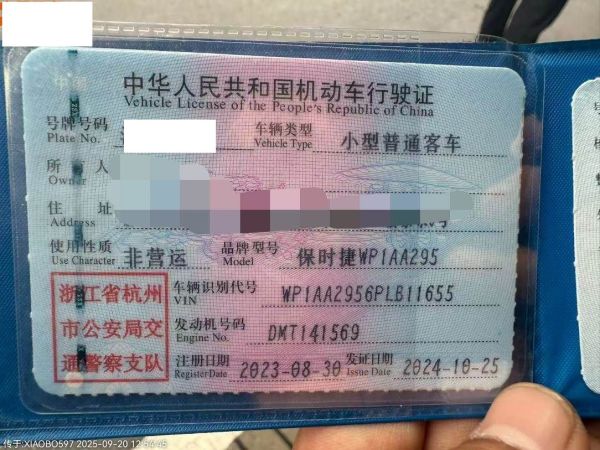 中华人民共和国机动车行驶证
Vehicle License of the People's Republic of China
号牌号码 车辆类型 小型普通客车
Plate No. Vehicle Type
所有人
Owner
住址
Address
使用性质 非营运 品牌型号 保时捷WP1AA295
Use Character Model
浙江省杭州市公安局交通警察支队
车辆识别代号 WP1AA2956PLB11655
VIN
发动机号码 DMT141569
Engine No.
注册日期 2023-08-30 发证日期 2024-10-25
Register Date Issue Date
传于:XIAOBO597 2025-09-20